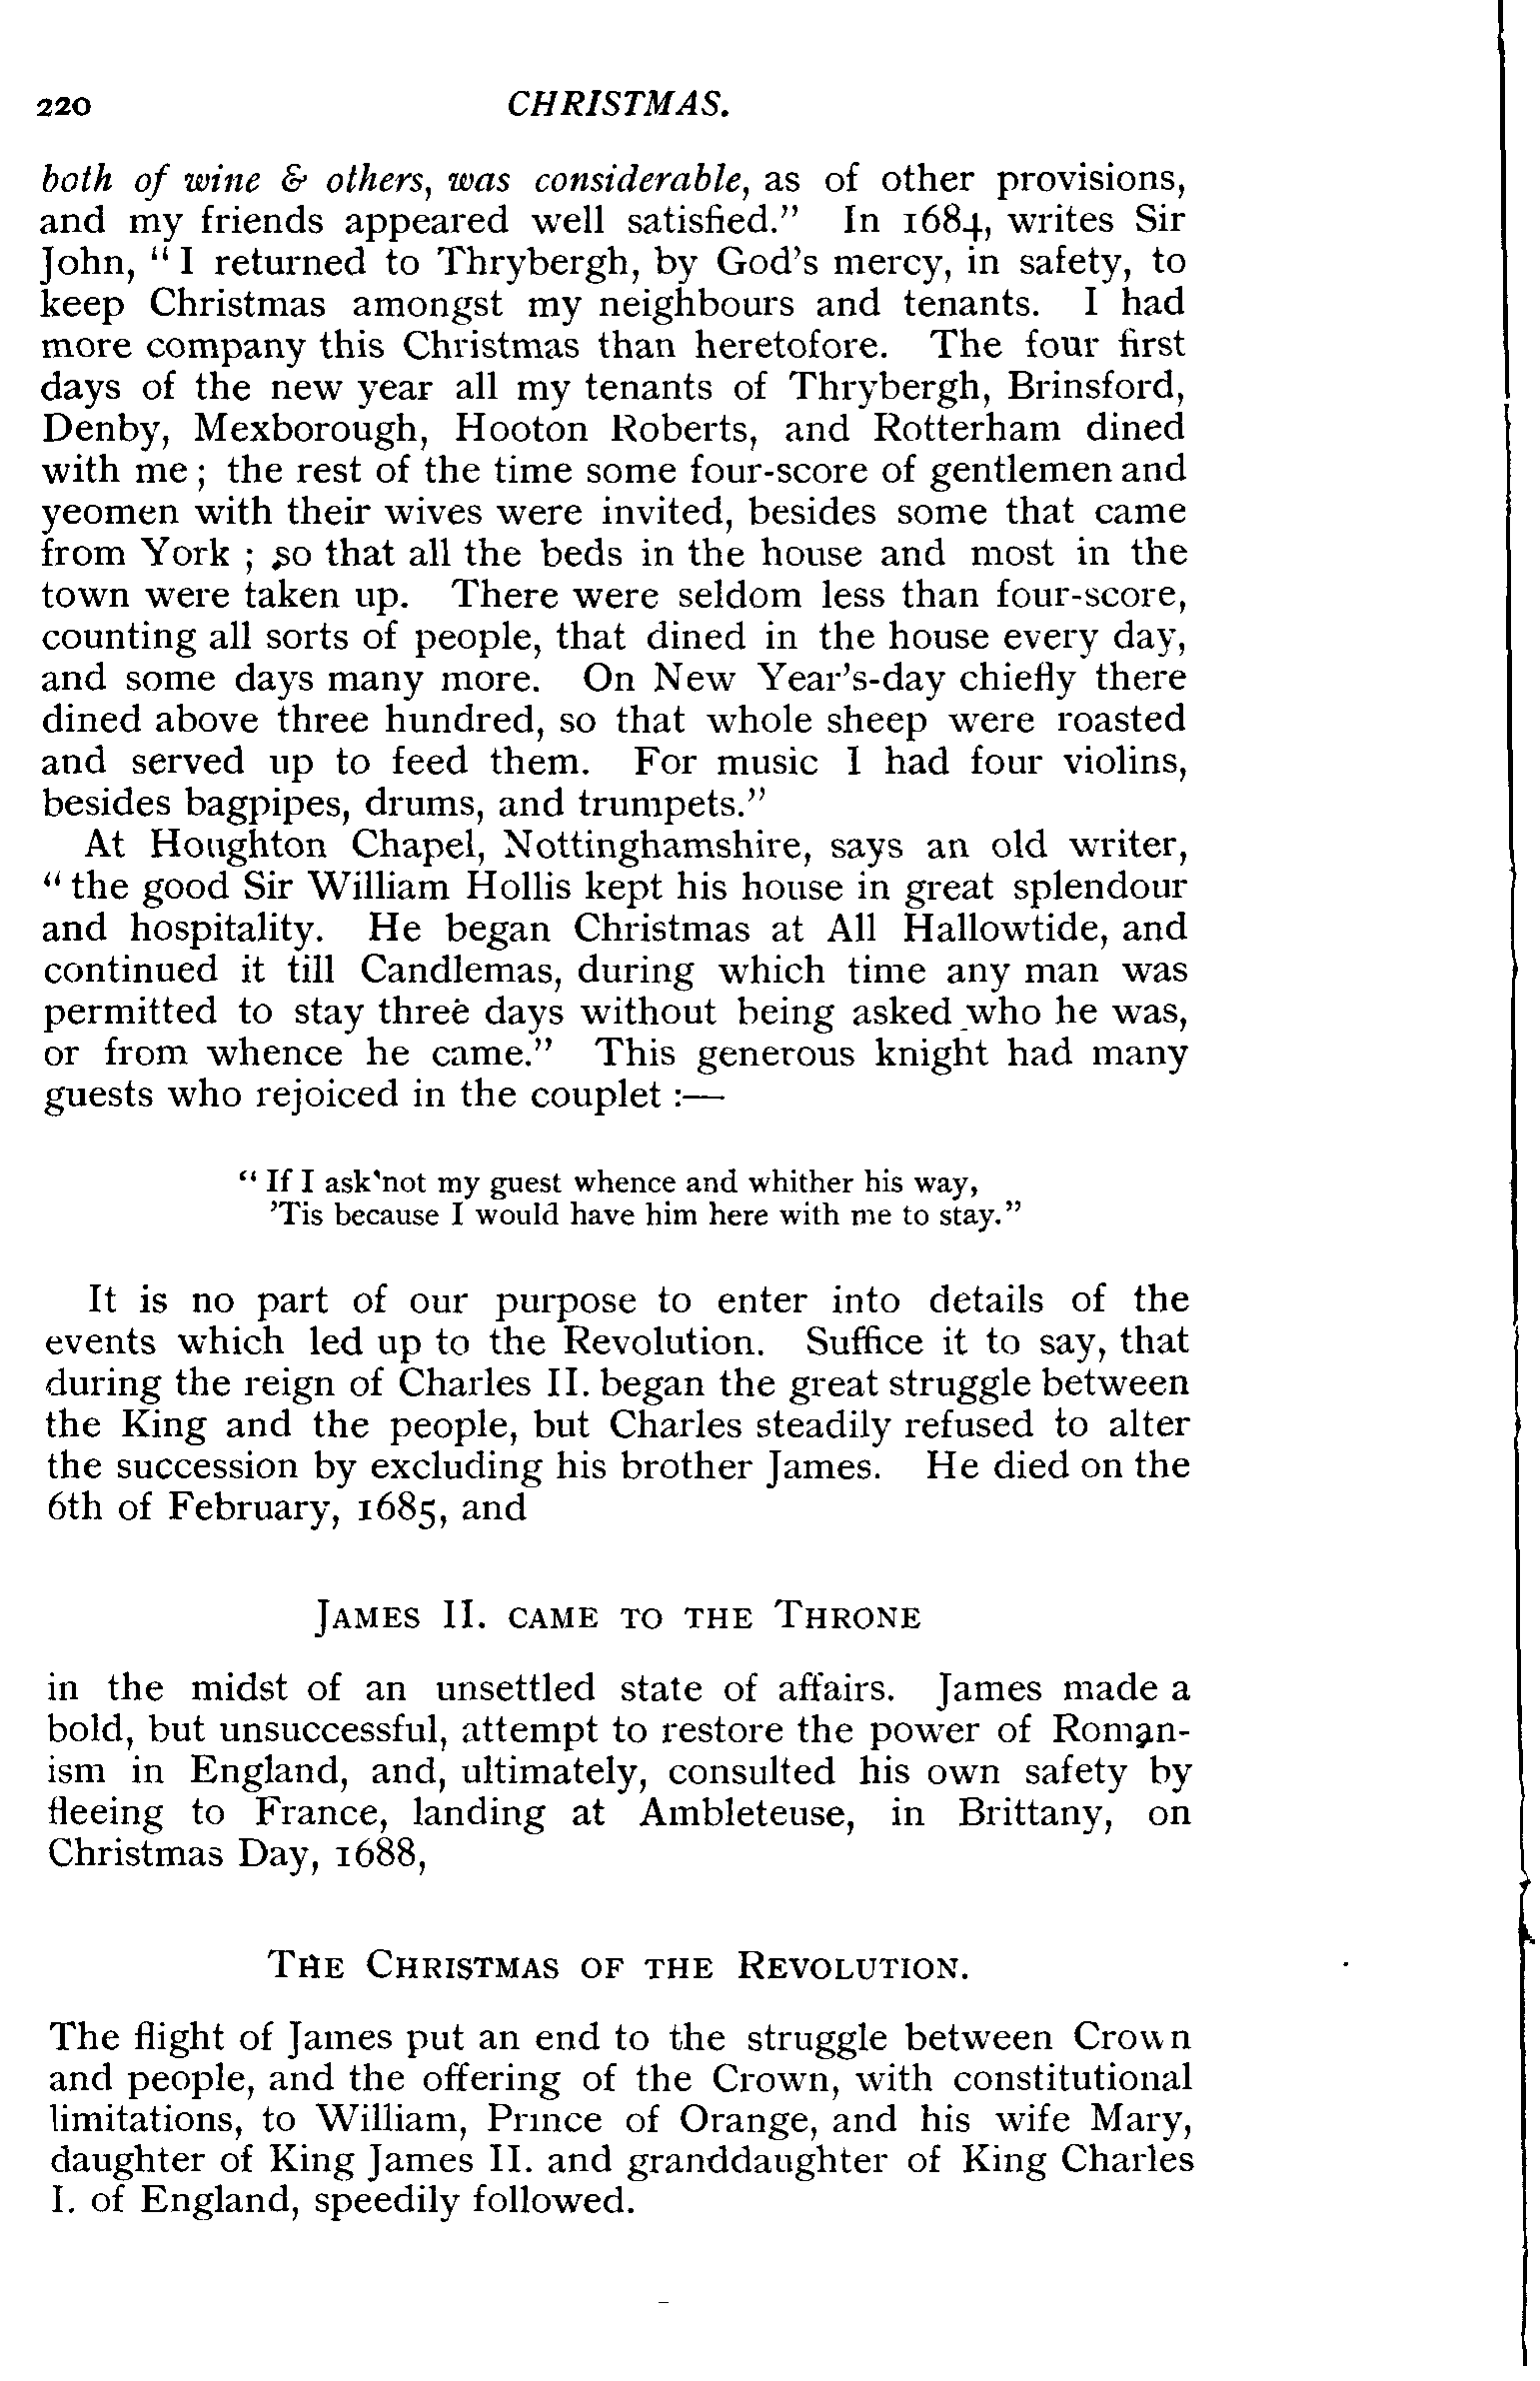 220 CHRISTMAS.
both of wine & others, was considerable, as of other provisions,
and my friends appeared well satisfied.” In 1684, writes Sir
John, “I returned to Thrybergh, by God’s mercy, in safety, to
keep Christmas amongst my neighbours and tenants. I had
more company this Christmas than heretofore. The four first
days of the new year all my tenants of Thrybergh, Brinsford,
Denby, Mexborough, Hooton Roberts, and Rotterham dined
with me; the rest of the time some four-score of gentlemen and
yeomen with their wives were invited, besides some that came
from York; so that all the beds in the house and most in the
town were taken up. There were seldom less than four-score,
counting all sorts of people, that dined in the house every day,
and some days many more. On New Year’s-day chiefly there
dined above three hundred, so that whole sheep were roasted
and served up to feed them. For music I had four violins,
besides bagpipes, drums, and trumpets.”
At Houghton Chapel, Nottinghamshire, says an old writer,
“the good Sir William Hollis kept his house in great splendour
and hospitality. He began Christmas at All Hallowtide, and
continued it till Candlemas, during which time any man was
permitted to stay three days without being asked who he was,
or from whence he came.” This generous knight had many
guests who rejoiced in the couplet:—
“If I ask not my guest whence and whither his way,
’Tis because I would have him here with me to stay.”
It is no part of our purpose to enter into details of the
events which led up to the Revolution. Suffice it to say, that
during the reign of Charles II. began the great struggle between
the King and the people, but Charles steadily refused to alter
the succession by excluding his brother James. He died on the
6th of February, 1685, and
JAMES II. CAME TO THE THRONE
in the midst of an unsettled state of affairs. James made a
bold, but unsuccessful, attempt to restore the power of Roman-
ism in England, and, ultimately, consulted his own safety by
fleeing to France, landing at Ambleteuse, in Brittany, on
Christmas Day, 1688,
THE CHRISTMAS OF THE REVOLUTION.
The flight of James put an end to the struggle between Crown
and people, and the offering of the Crown, with constitutional
limitations, to William, Prince of Orange, and his wife Mary,
daughter of King James II. and granddaughter of King Charles
I. of England, speedily followed.